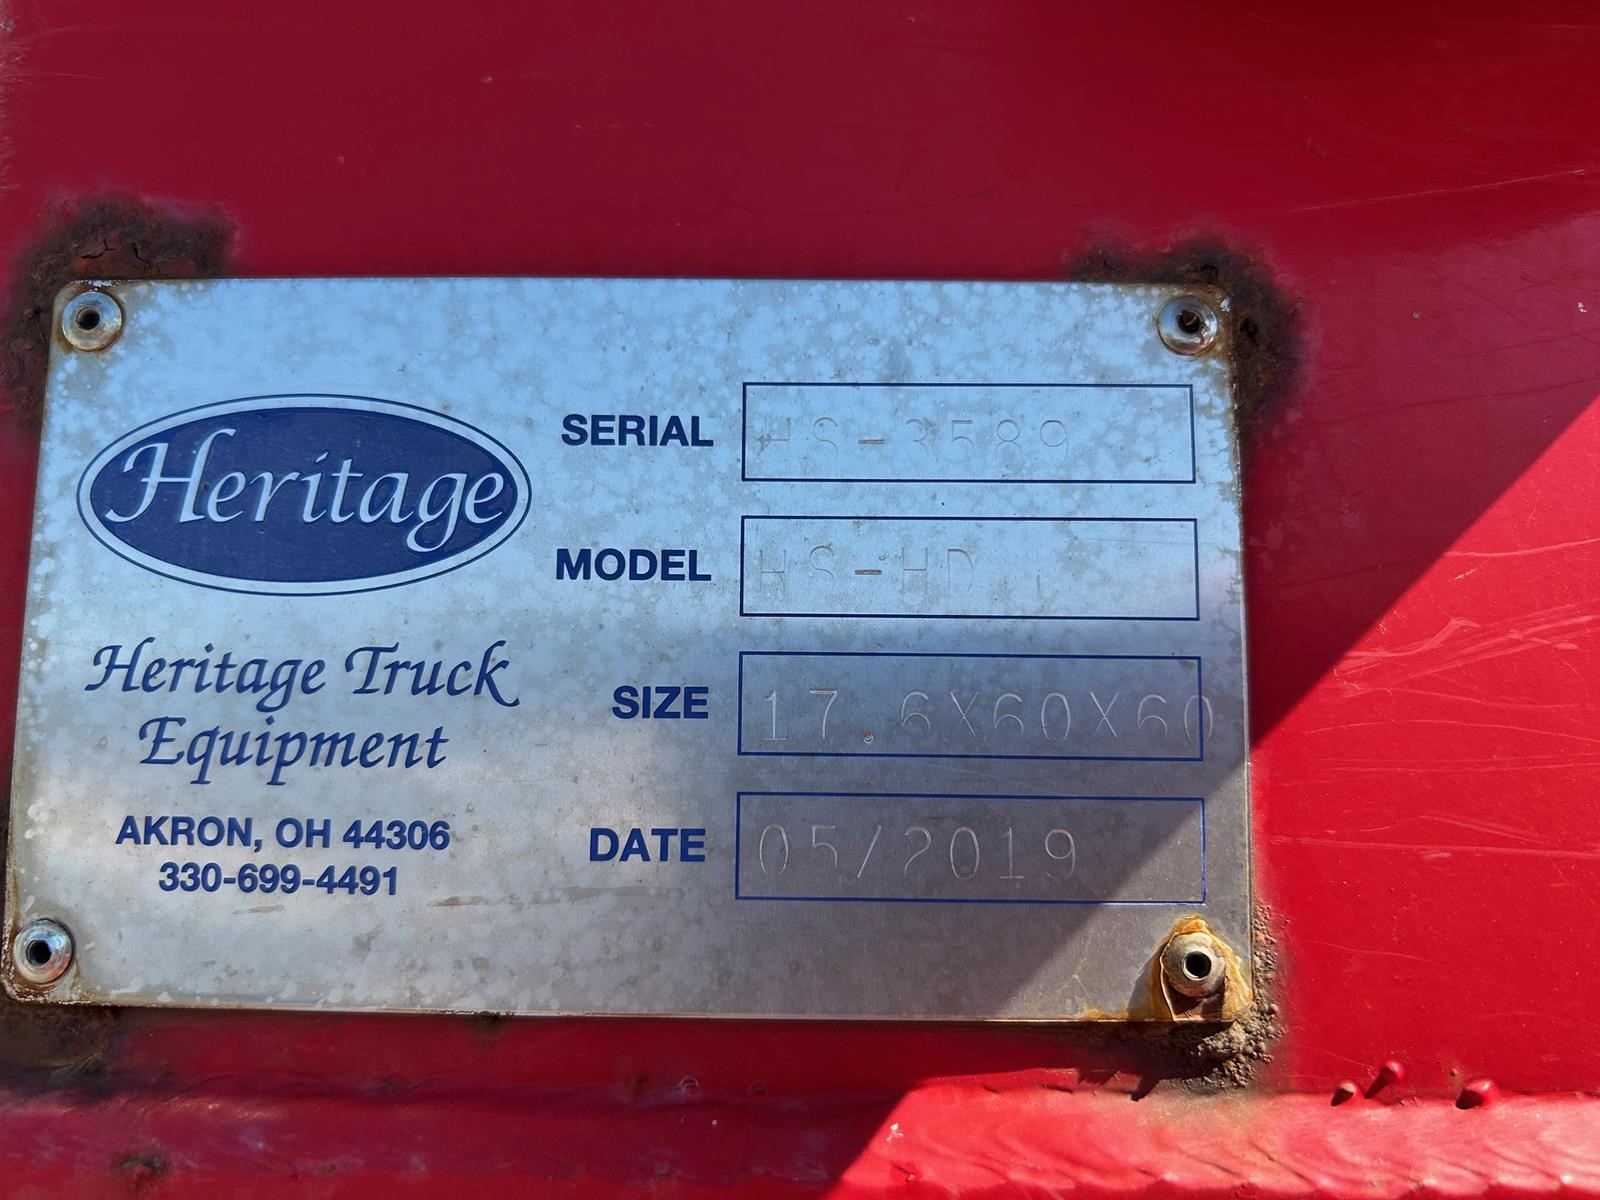 Heritage
Heritage Truck
Equipment
AKRON, OH 44306
330-699-4491
SERIAL HS-3589
MODEL HS-HD
SIZE 17.6X60X60
DATE 05/2019